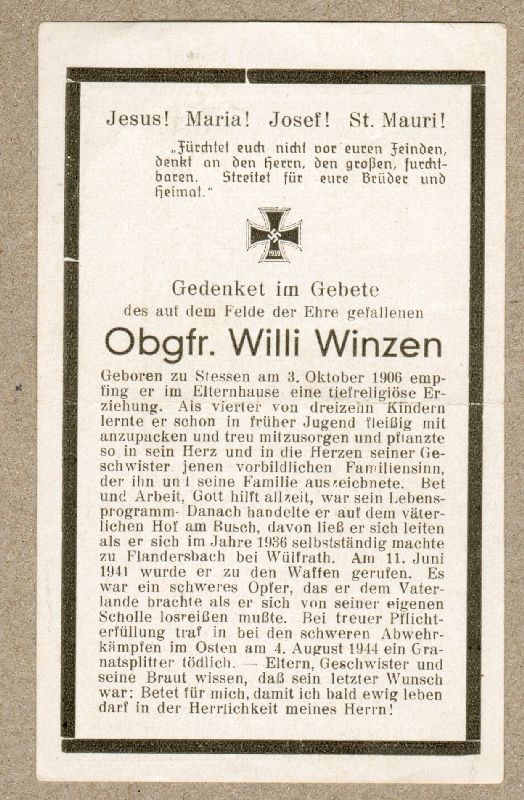 Jesus! Maria! Josef! St. Mauri!
„Fürchtet euch nicht vor euren Feinden,
denkt an den Herrn, den großen, furcht-
baren. Streitet für eure Brüder und
Heimat.“
1939
Gedenket im Gebete
des auf dem Felde der Ehre gefallenen
Obgfr. Willi Winzen
Geboren zu Stessen am 3. Oktober 1906 emp-
fing er im Elternhause eine tiefreligiöse Er-
ziehung. Als vierter von dreizehn Kindern
lernte er schon in früher Jugend fleißig mit
anzupacken und treu mitzusorgen und pflanzte
so in sein Herz und in die Herzen seiner Ge-
schwister jenen vorbildlichen Familiensinn,
der ihn und seine Familie auszeichnete. Bet
und Arbeit, Gott hilft allzeit, war sein Lebens-
programm. Danach handelte er auf dem väter-
lichen Hof am Busch, davon ließ er sich leiten
als er sich im Jahre 1936 selbstständig machte
zu Flandersbach bei Wülfrath. Am 11. Juni
1941 wurde er zu den Waffen gerufen. Es
war ein schweres Opfer, das er dem Vater-
lande brachte als er sich von seiner eigenen
Scholle losreißen mußte. Bei treuer Pflicht-
erfüllung traf in bei den schweren Abwehr-
kämpfen im Osten am 4. August 1944 ein Gra-
natsplitter tödlich. — Eltern, Geschwister und
seine Braut wissen, daß sein letzter Wunsch
war: Betet für mich, damit ich bald ewig leben
darf in der Herrlichkeit meines Herrn!